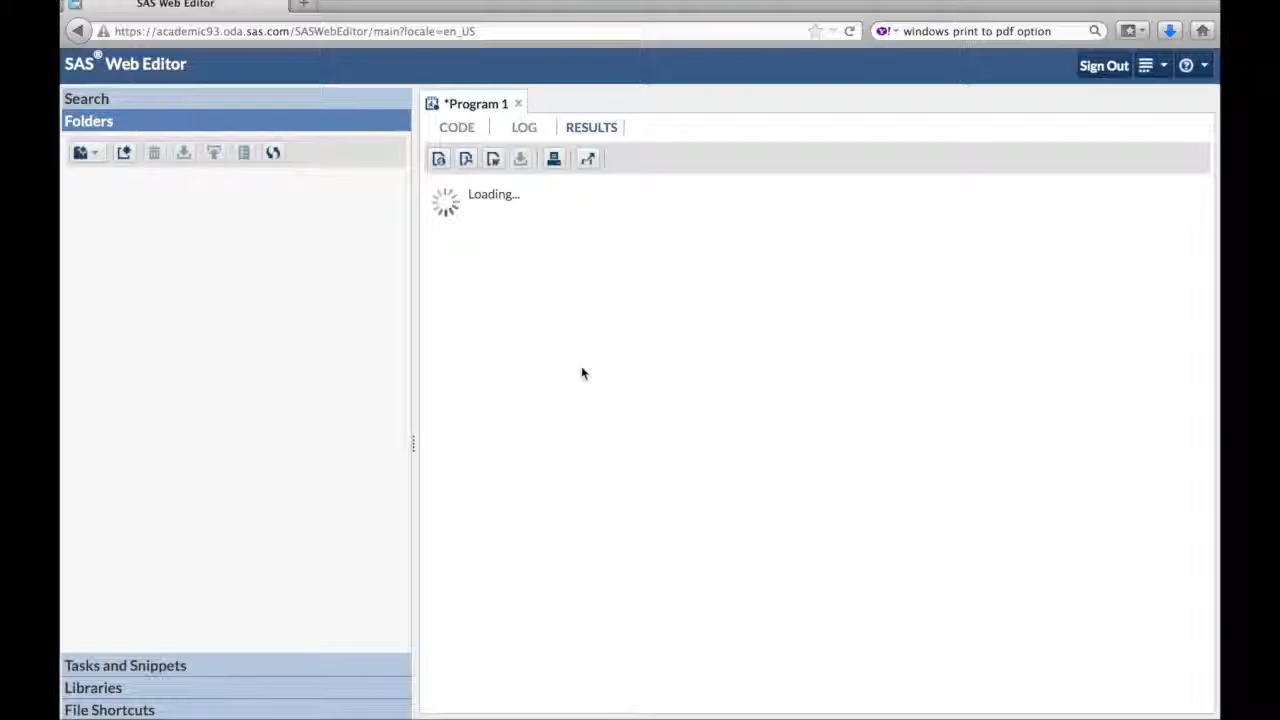 SAS Web Editor
https://academic93.oda.sas.com/SASWebEditor/main?locale=en_US
windows print to pdf option
SAS® Web Editor
Sign Out
Search
Folders
*Program 1
CODE
LOG
RESULTS
Loading...
Tasks and Snippets
Libraries
File Shortcuts